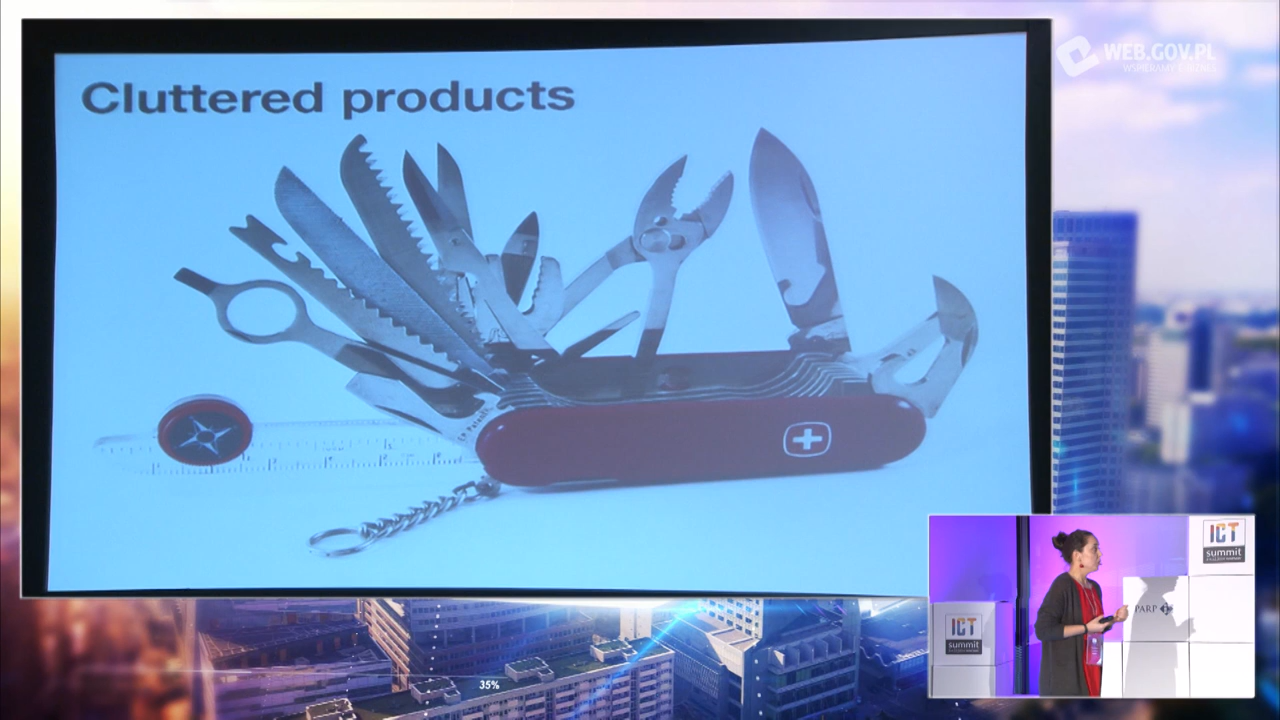 Cluttered products
WEB.GOV.PL
WSPIERAMY E-BIZNES
ICT
summit
PARP
ICT
summit
35%